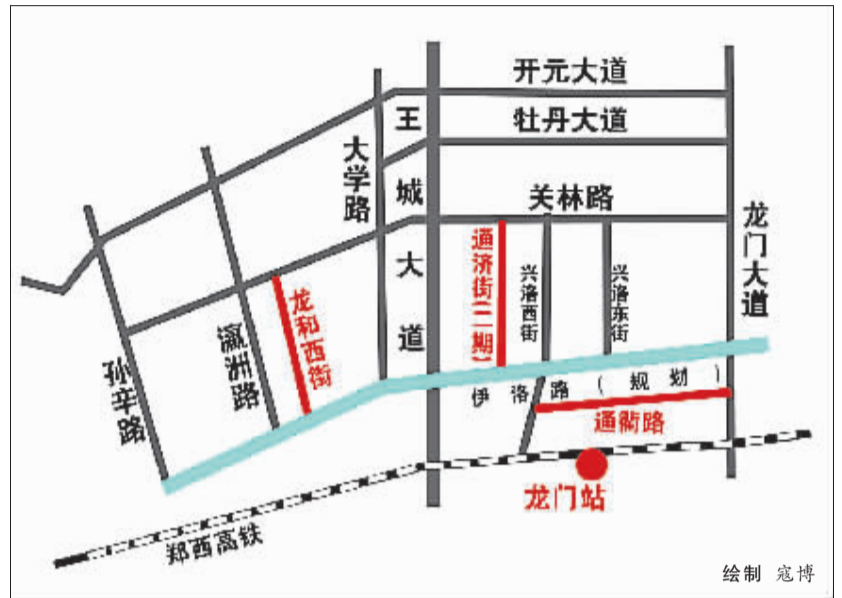 开元大道
牡丹大道
王城大道
大学路
关林路
龙门大道
通济街(二期)
兴洛西街
兴洛东街
龙和西街
瀛洲路
孙辛路
伊洛路(规划)
通衢路
龙门站
郑西高铁
绘制 寇博